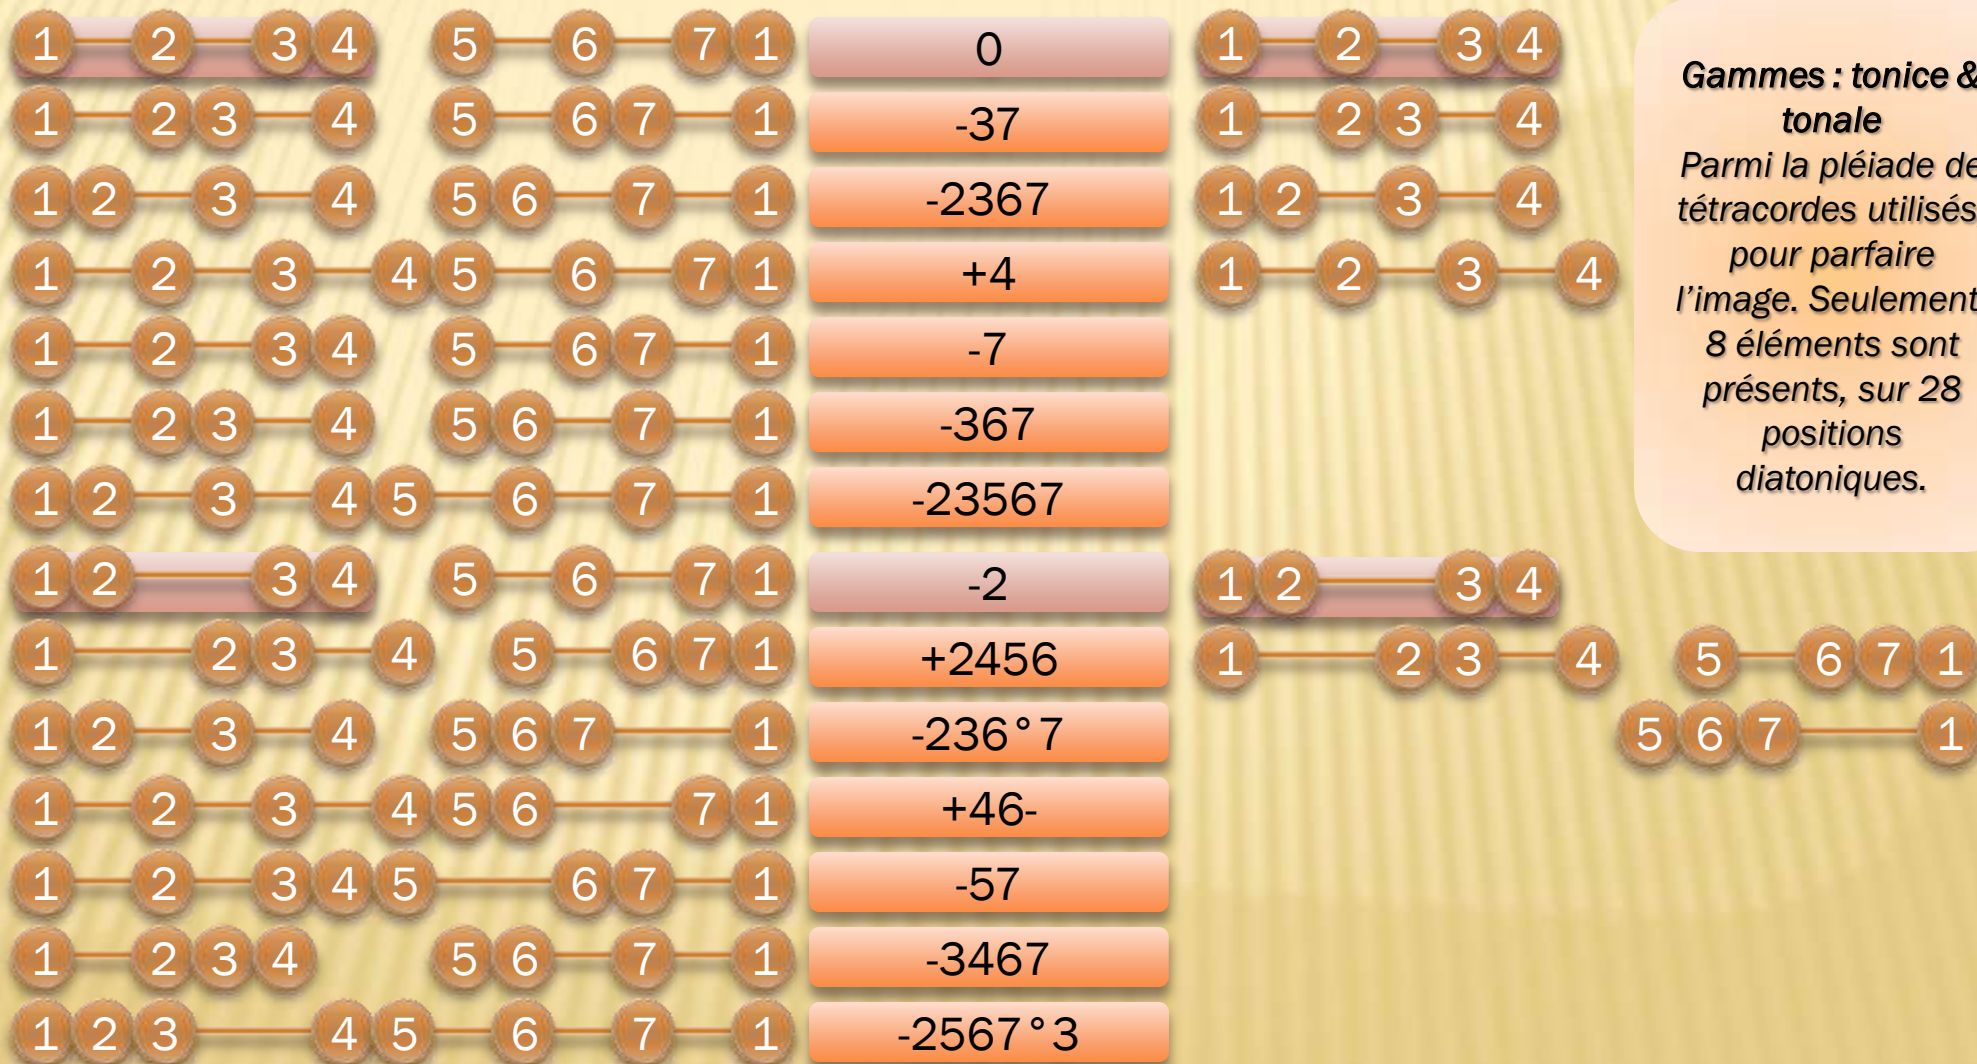 1 2 3 4 5 6 7 1 0 1 2 3 4
1 2 3 4 5 6 7 1 -37 1 2 3 4
1 2 3 4 5 6 7 1 -2367 1 2 3 4
1 2 3 4 5 6 7 1 +4 1 2 3 4
1 2 3 4 5 6 7 1 -7
1 2 3 4 5 6 7 1 -367
1 2 3 4 5 6 7 1 -23567
1 2 3 4 5 6 7 1 -2 1 2 3 4
1 2 3 4 5 6 7 1 +2456 1 2 3 4 5 6 7 1
1 2 3 4 5 6 7 1 -236°7 5 6 7 1
1 2 3 4 5 6 7 1 +46-
1 2 3 4 5 6 7 1 -57
1 2 3 4 5 6 7 1 -3467
1 2 3 4 5 6 7 1 -2567°3
Gammes : tonice &
tonale
Parmi la pléiade de
tétracordes utilisés
pour parfaire
l’image. Seulement
8 éléments sont
présents, sur 28
positions
diatoniques.